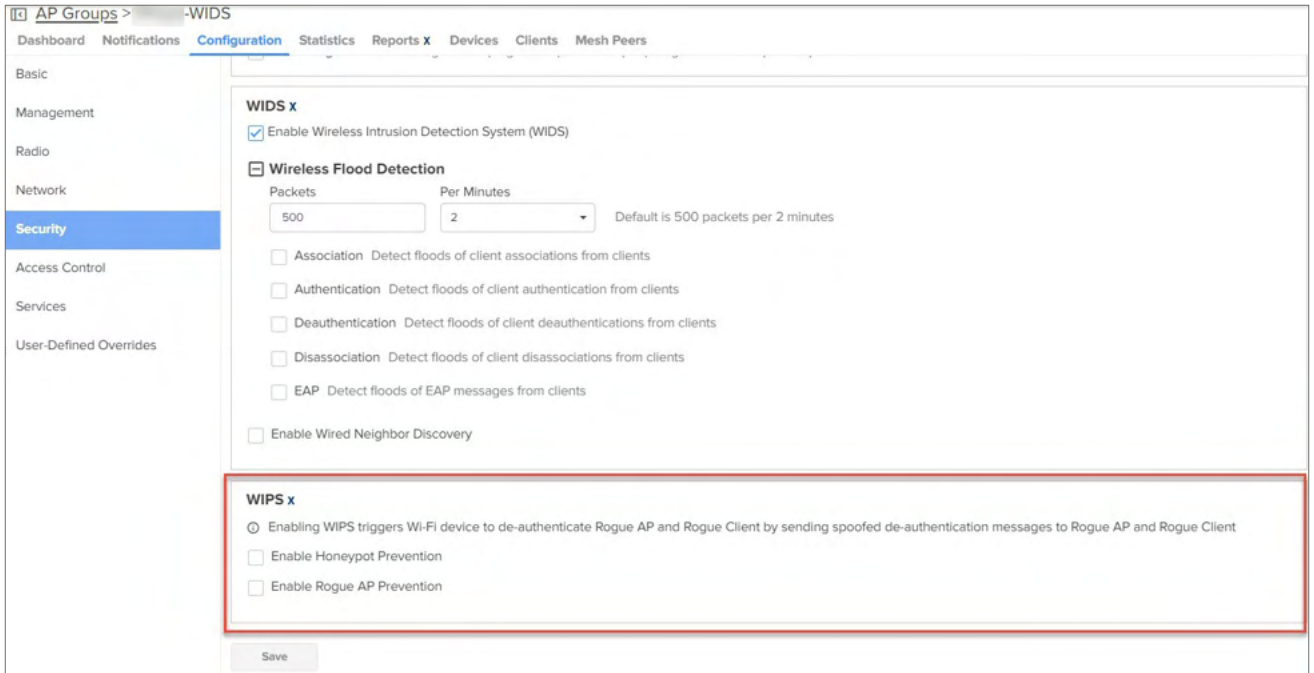 AP Groups > -WIDS
Dashboard Notifications Configuration Statistics Reports X Devices Clients Mesh Peers
Basic
Management
Radio
Network
Security
Access Control
Services
User-Defined Overrides
WIDS X
Enable Wireless Intrusion Detection System (WIDS)
Wireless Flood Detection
Packets Per Minutes
500 2 Default is 500 packets per 2 minutes
Association Detect floods of client associations from clients
Authentication Detect floods of client authentication from clients
Deauthentication Detect floods of client deauthentications from clients
Disassociation Detect floods of client disassociations from clients
EAP Detect floods of EAP messages from clients
Enable Wired Neighbor Discovery
WIPS X
Enabling WIPS triggers Wi-Fi device to de-authenticate Rogue AP and Rogue Client by sending spoofed de-authentication messages to Rogue AP and Rogue Client
Enable Honeypot Prevention
Enable Rogue AP Prevention
Save